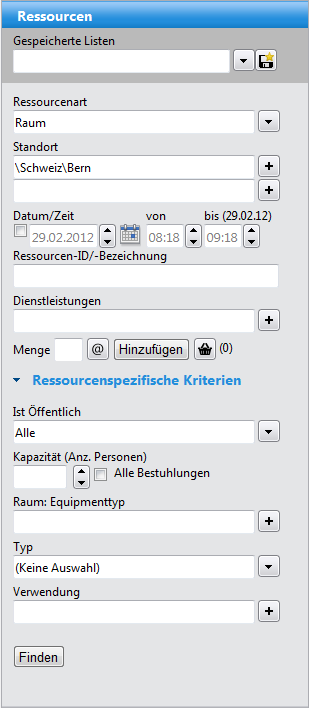 Ressourcen
Gespeicherte Listen
Ressourcenart
Raum
Standort
\Schweiz\Bern
Datum/Zeit von bis (29.02.12)
29.02.2012 08:18 09:18
Ressourcen-ID/-Bezeichnung
Dienstleistungen
Menge @ Hinzufügen (0)
Ressourcenspezifische Kriterien
Ist Öffentlich
Alle
Kapazität (Anz. Personen)
Alle Bestuhlungen
Raum: Equipmenttyp
Typ
(Keine Auswahl)
Verwendung
Finden